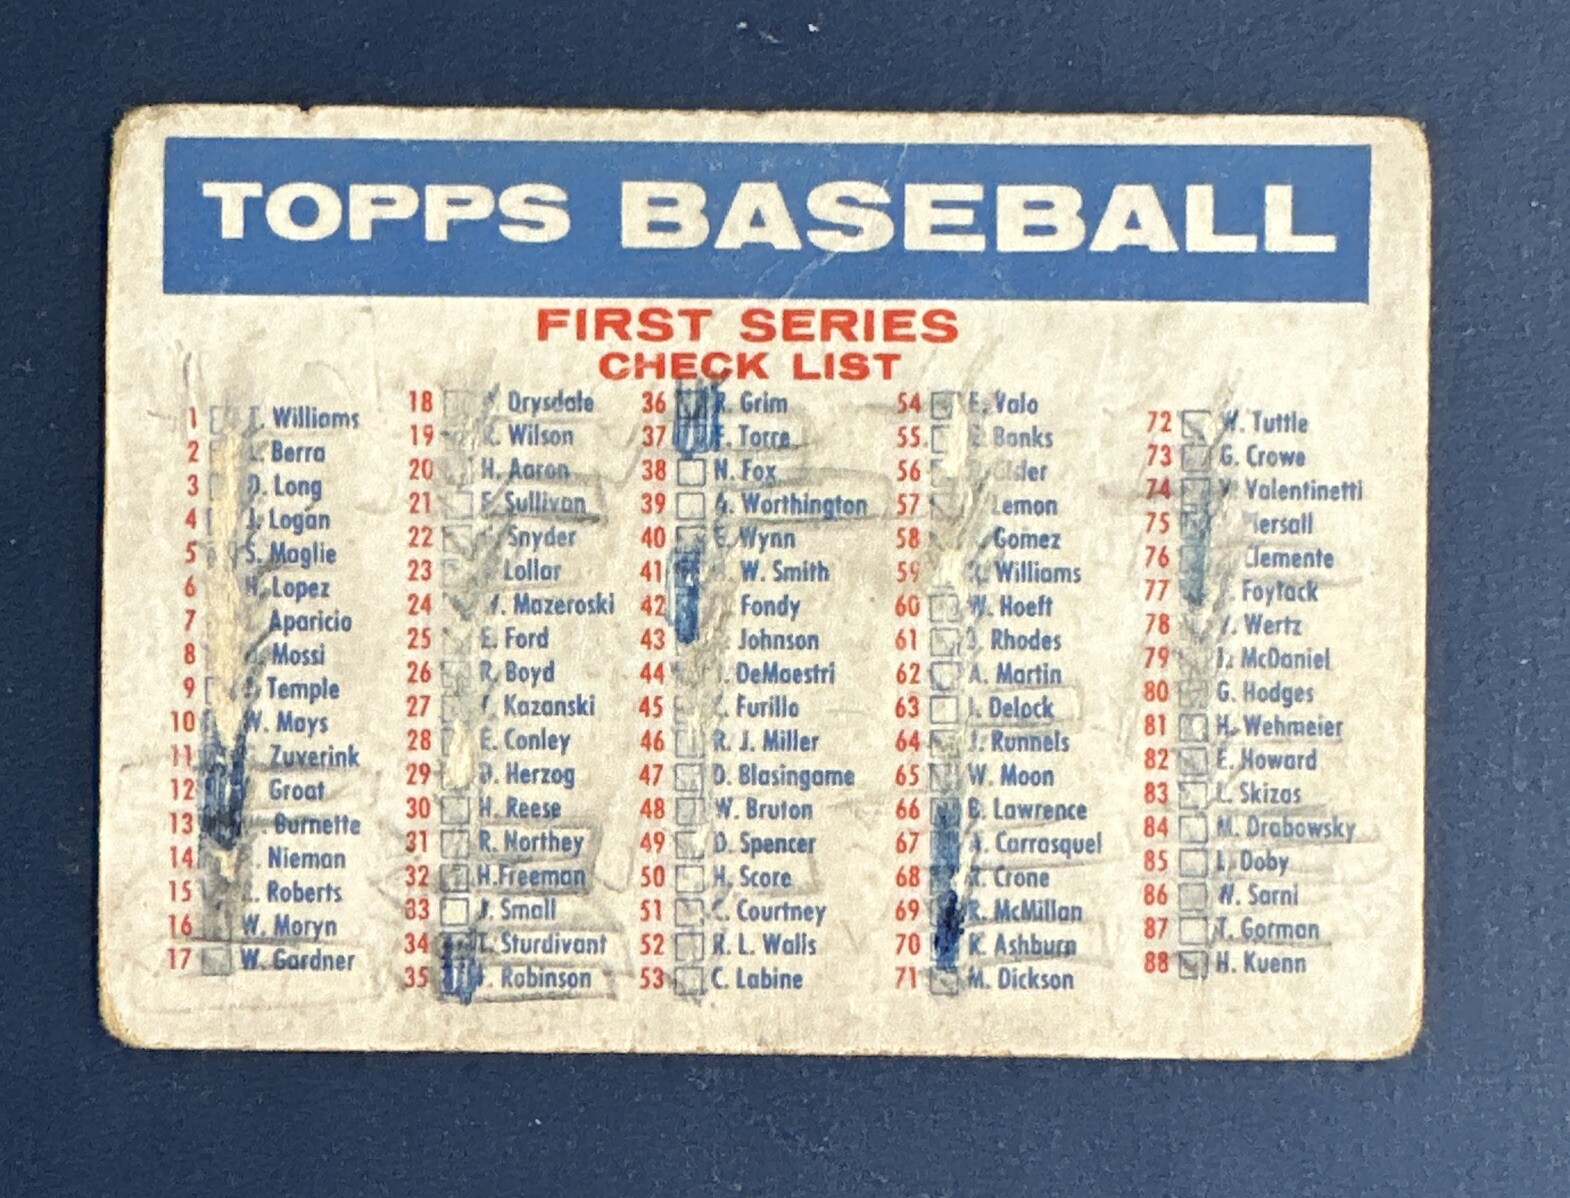 TOPPS BASEBALL
FIRST SERIES
CHECK LIST
1 Williams
2 L. Berra
3 D. Long
4 J. Logan
5 S. Maglie
6 H. Lopez
7 Aparicio
8 Mossi
9 Temple
10 W. Mays
11 Zuverink
12 Groat
13 Burnette
14 Nieman
15 Roberts
16 W. Moryn
17 W. Gardner
18 Drysdale
19 Wilson
20 H. Aaron
21 F. Sullivan
22 Snyder
23 Lollar
24 W. Mazeroski
25 E. Ford
26 R. Boyd
27 Kazanski
28 E. Conley
29 D. Herzog
30 H. Reese
31 R. Northey
32 H.Freeman
33 J. Small
34 T. Sturdivant
35 F. Robinson
36 R. Grim
37 F. Torre
38 N. Fox
39 A. Worthington
40 E. Wynn
41 W. Smith
42 Fondy
43 Johnson
44 DeMaestri
45 C. Furillo
46 R. J. Miller
47 D. Blasingame
48 W. Bruton
49 D. Spencer
50 H. Score
51 C. Courtney
52 R. L. Walls
53 C. Labine
54 E. Valo
55 Banks
56
57 Lemon
58 Gomez
59 Williams
60 W. Hoeft
61 D. Rhodes
62 A. Martin
63 I. Delock
64 J. Runnels
65 W. Moon
66 B. Lawrence
67 A. Carrasquel
68 R. Crone
69 R. McMillan
70 R. Ashburn
71 M. Dickson
72 W. Tuttle
73 G. Crowe
74 V. Valentinetti
75 iersall
76 Clemente
77 Foytack
78 V. Wertz
79 L. McDaniel
80 G. Hodges
81 H. Wehmeier
82 E. Howard
83 L. Skizas
84 M. Drabowsky
85 L. Doby
86 W. Sarni
87 T. Gorman
88 H. Kuenn